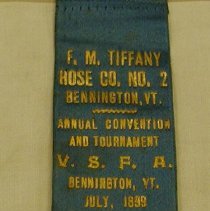 F. M. TIFFANY
HOSE CO. NO. 2
BENNINGTON, VT.
ANNUAL CONVENTION
AND TOURNAMENT
V. S. F. A.
BENNINGTON, VT.
JULY, 1899